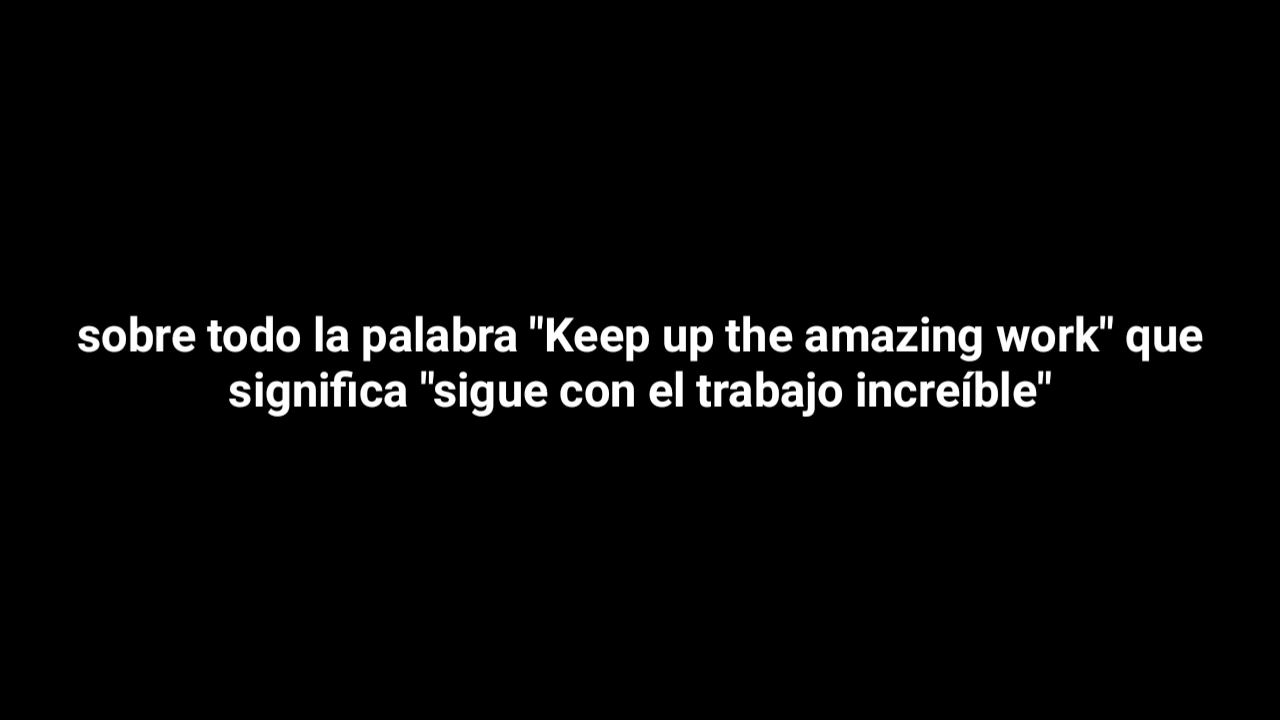 sobre todo la palabra "Keep up the amazing work" que
significa "sigue con el trabajo increíble"